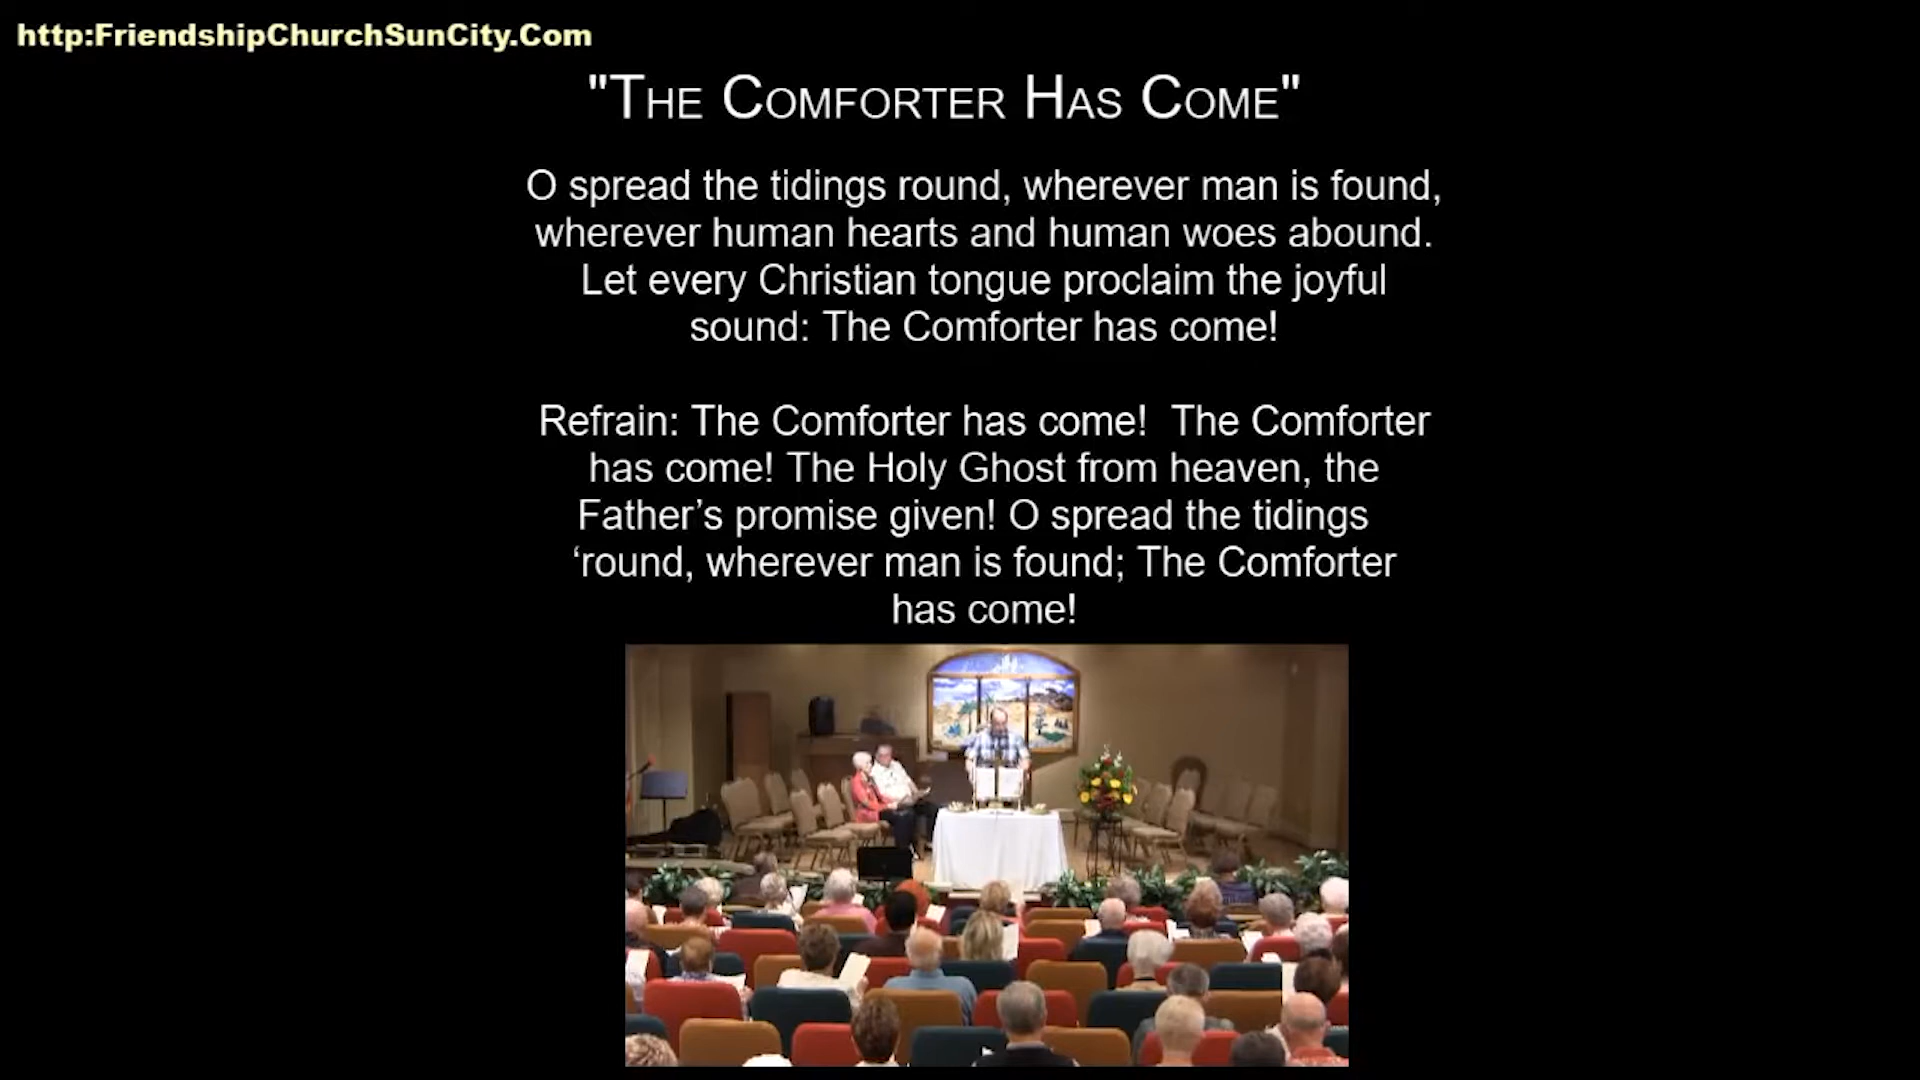 http:FriendshipChurchSunCity.Com
"The Comforter Has Come"
O spread the tidings round, wherever man is found,
wherever human hearts and human woes abound.
Let every Christian tongue proclaim the joyful
sound: The Comforter has come!
Refrain: The Comforter has come!  The Comforter
has come! The Holy Ghost from heaven, the
Father’s promise given! O spread the tidings
‘round, wherever man is found; The Comforter
has come!